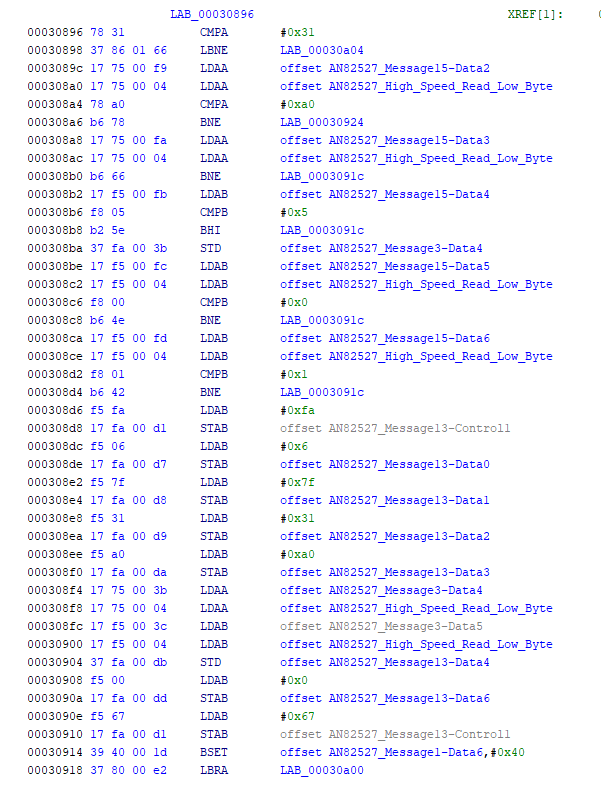 LAB_00030896 XREF[1]:
00030896 78 31 CMPA #0x31
00030898 37 86 01 66 LBNE LAB_00030a04
0003089c 17 75 00 f9 LDAA offset AN82527_Message15-Data2
000308a0 17 75 00 04 LDAA offset AN82527_High_Speed_Read_Low_Byte
000308a4 78 a0 CMPA #0xa0
000308a6 b6 78 BNE LAB_00030924
000308a8 17 75 00 fa LDAA offset AN82527_Message15-Data3
000308ac 17 75 00 04 LDAA offset AN82527_High_Speed_Read_Low_Byte
000308b0 b6 66 BNE LAB_0003091c
000308b2 17 f5 00 fb LDAB offset AN82527_Message15-Data4
000308b6 f8 05 CMPB #0x5
000308b8 b2 5e BHI LAB_0003091c
000308ba 37 fa 00 3b STD offset AN82527_Message3-Data4
000308be 17 f5 00 fc LDAB offset AN82527_Message15-Data5
000308c2 17 f5 00 04 LDAB offset AN82527_High_Speed_Read_Low_Byte
000308c6 f8 00 CMPB #0x0
000308c8 b6 4e BNE LAB_0003091c
000308ca 17 f5 00 fd LDAB offset AN82527_Message15-Data6
000308ce 17 f5 00 04 LDAB offset AN82527_High_Speed_Read_Low_Byte
000308d2 f8 01 CMPB #0x1
000308d4 b6 42 BNE LAB_0003091c
000308d6 f5 fa LDAB #0xfa
000308d8 17 fa 00 d1 STAB offset AN82527_Message13-Control1
000308dc f5 06 LDAB #0x6
000308de 17 fa 00 d7 STAB offset AN82527_Message13-Data0
000308e2 f5 7f LDAB #0x7f
000308e4 17 fa 00 d8 STAB offset AN82527_Message13-Data1
000308e8 f5 31 LDAB #0x31
000308ea 17 fa 00 d9 STAB offset AN82527_Message13-Data2
000308ee f5 a0 LDAB #0xa0
000308f0 17 fa 00 da STAB offset AN82527_Message13-Data3
000308f4 17 75 00 3b LDAA offset AN82527_Message3-Data4
000308f8 17 75 00 04 LDAA offset AN82527_High_Speed_Read_Low_Byte
000308fc 17 f5 00 3c LDAB offset AN82527_Message3-Data5
00030900 17 f5 00 04 LDAB offset AN82527_High_Speed_Read_Low_Byte
00030904 37 fa 00 db STD offset AN82527_Message13-Data4
00030908 f5 00 LDAB #0x0
0003090a 17 fa 00 dd STAB offset AN82527_Message13-Data6
0003090e f5 67 LDAB #0x67
00030910 17 fa 00 d1 STAB offset AN82527_Message13-Control1
00030914 39 40 00 1d BSET offset AN82527_Message1-Data6,#0x40
00030918 37 80 00 e2 LBRA LAB_00030a00